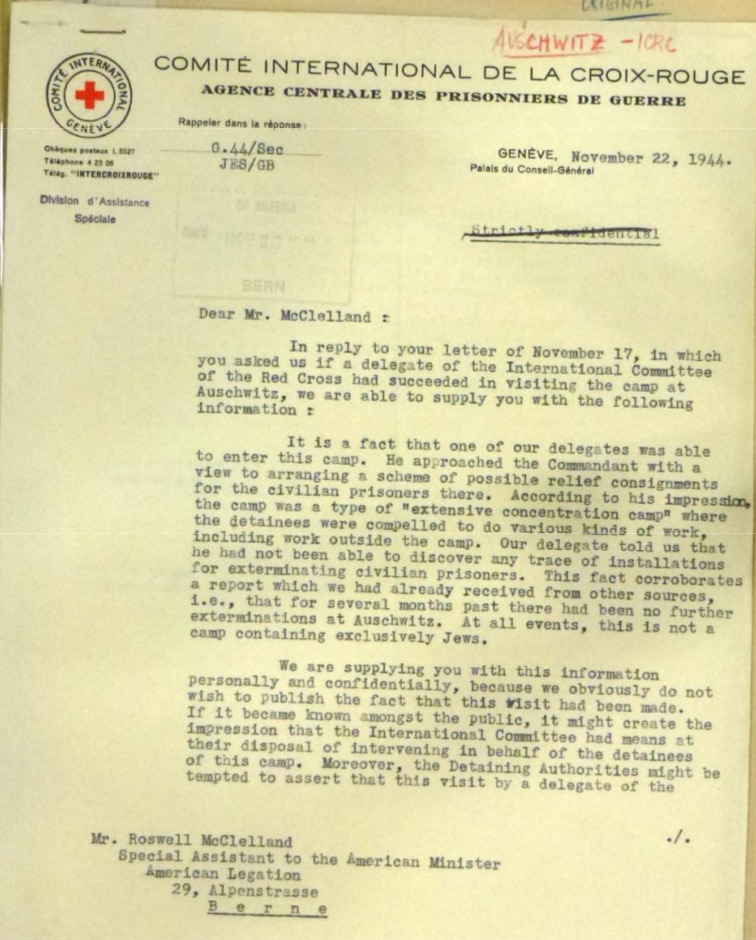 ORIGINAL
AUSCHWITZ - ICRC
COMITÉ INTERNATIONAL GENÈVE
COMITÉ INTERNATIONAL DE LA CROIX-ROUGE
AGENCE CENTRALE DES PRISONNIERS DE GUERRE
Rappeler dans la réponse:
G.44/Sec
JES/GB
Chèques postaux I. 5527
Téléphone 4 23 05
Télég. "INTERCROIXROUGE"
Division d'Assistance
Spéciale
GENÈVE, November 22, 1944.
Palais du Conseil-Général
Strictly confidential
NOV 23
BERN
Dear Mr. McClelland :
In reply to your letter of November 17, in which
you asked us if a delegate of the International Committee
of the Red Cross had succeeded in visiting the camp at
Auschwitz, we are able to supply you with the following
information :
It is a fact that one of our delegates was able
to enter this camp. He approached the Commandant with a
view to arranging a scheme of possible relief consignments
for the civilian prisoners there. According to his impression,
the camp was a type of "extensive concentration camp" where
the detainees were compelled to do various kinds of work,
including work outside the camp. Our delegate told us that
he had not been able to discover any trace of installations
for exterminating civilian prisoners. This fact corroborates
a report which we had already received from other sources,
i.e., that for several months past there had been no further
exterminations at Auschwitz. At all events, this is not a
camp containing exclusively Jews.
We are supplying you with this information
personally and confidentially, because we obviously do not
wish to publish the fact that this visit had been made.
If it became known amongst the public, it might create the
impression that the International Committee had means at
their disposal of intervening in behalf of the detainees
of this camp. Moreover, the Detaining Authorities might be
tempted to assert that this visit by a delegate of the
./.
Mr. Roswell McClelland
Special Assistant to the American Minister
American Legation
29, Alpenstrasse
B e r n e